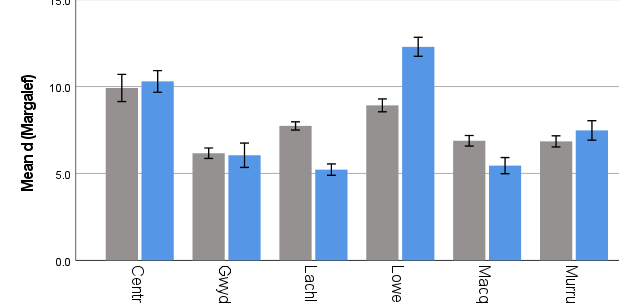 15.0
10.0
5.0
0.0
Mean d (Margalef)
Centr
Gwyd
Lachl
Lowe
Macq
Murru